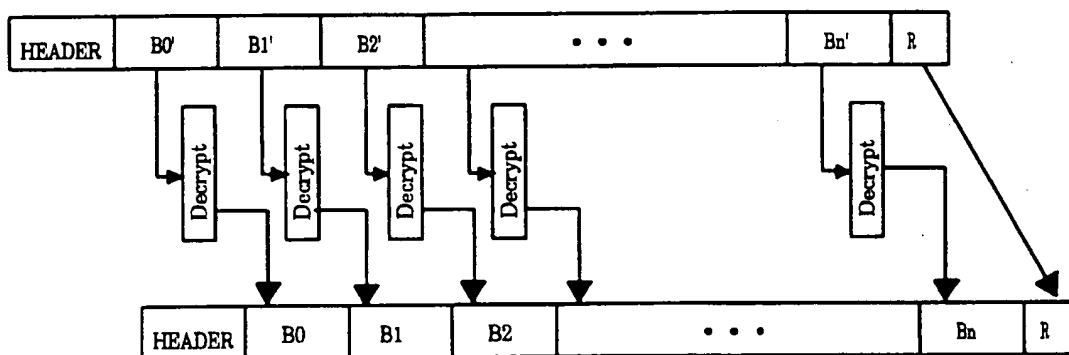 HEADER B0' B1' B2' • • • Bn' R
Decrypt Decrypt Decrypt Decrypt Decrypt
HEADER B0 B1 B2 • • • Bn R